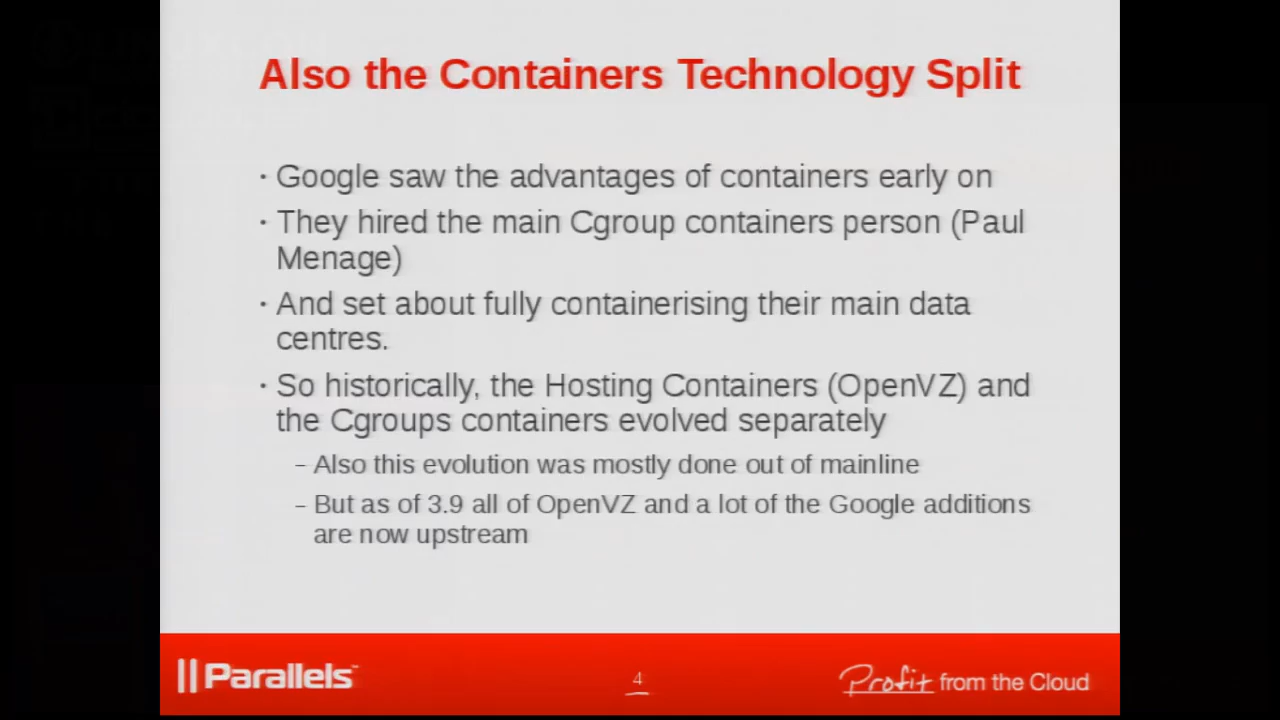 Also the Containers Technology Split
· Google saw the advantages of containers early on
· They hired the main Cgroup containers person (Paul
Menage)
· And set about fully containerising their main data
centres.
· So historically, the Hosting Containers (OpenVZ) and
the Cgroups containers evolved separately
– Also this evolution was mostly done out of mainline
– But as of 3.9 all of OpenVZ and a lot of the Google additions
are now upstream
Parallels™
4
Profit from the Cloud